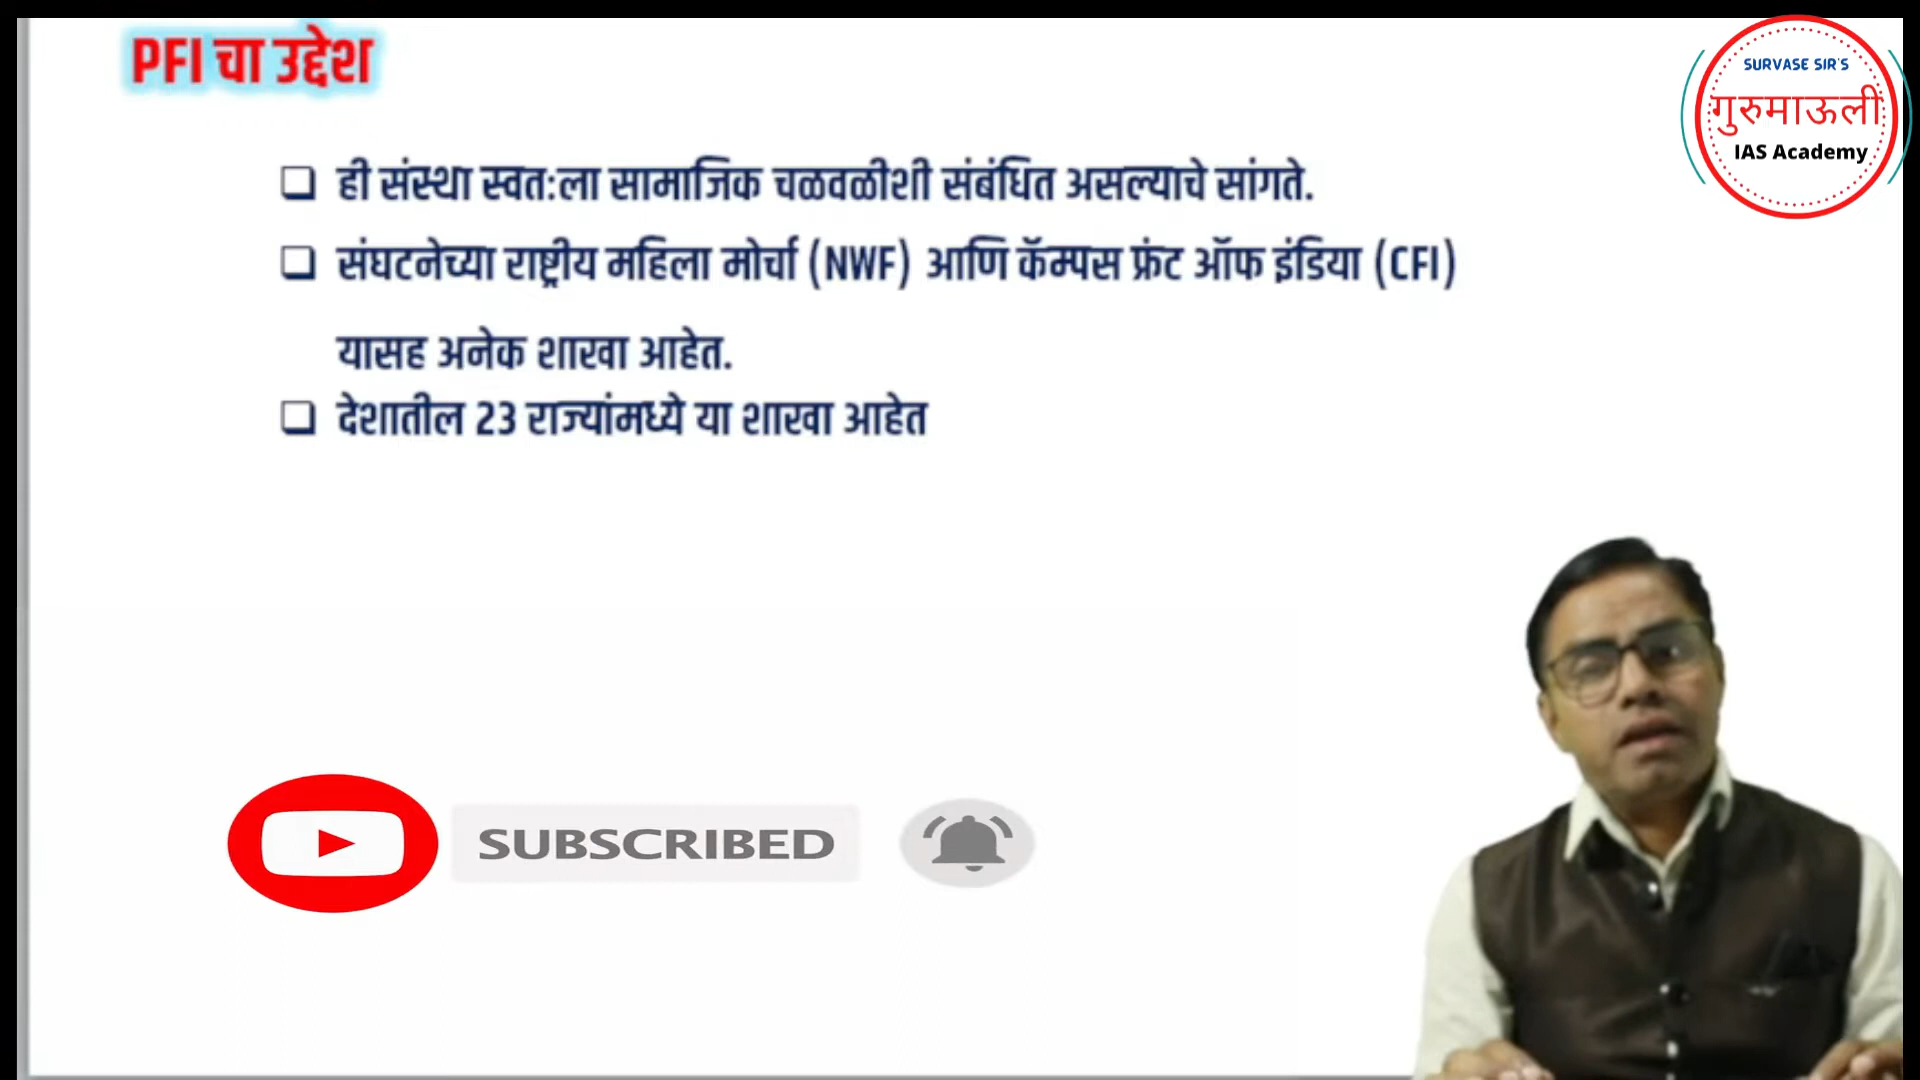 PFI चा उद्देश
SURVASE SIR'S
गुरुमाऊली
IAS Academy
ही संस्था स्वत:ला सामाजिक चळवळीशी संबंधित असल्याचे सांगते.
संघटनेच्या राष्ट्रीय महिला मोर्चा (NWF) आणि कॅम्पस फ्रंट ऑफ इंडिया (CFI)
यासह अनेक शाखा आहेत.
देशातील 23 राज्यांमध्ये या शाखा आहेत
SUBSCRIBED